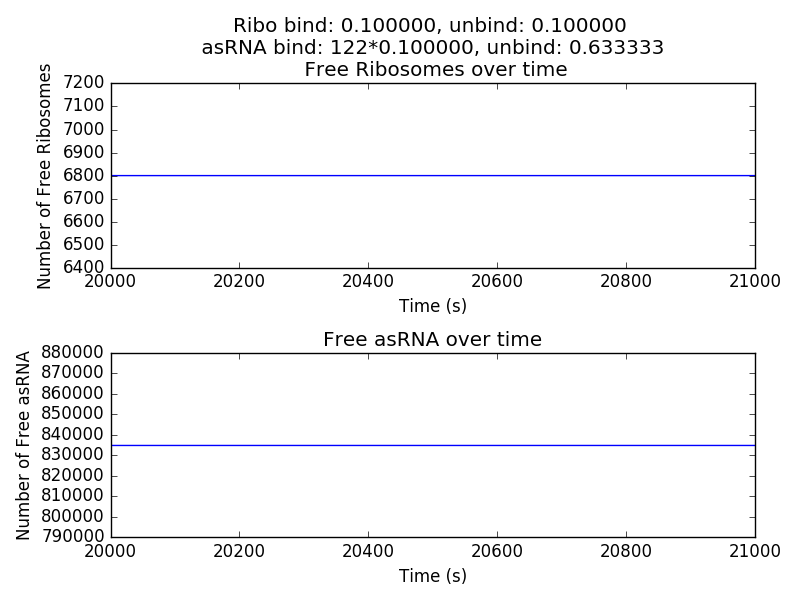 Ribo bind: 0.100000, unbind: 0.100000
asRNA bind: 122*0.100000, unbind: 0.633333
Free Ribosomes over time
Number of Free Ribosomes
7200
7100
7000
6900
6800
6700
6600
6500
6400
20000 20200 20400 20600 20800 21000
Time (s)
Free asRNA over time
Number of Free asRNA
880000
870000
860000
850000
840000
830000
820000
810000
800000
790000
20000 20200 20400 20600 20800 21000
Time (s)